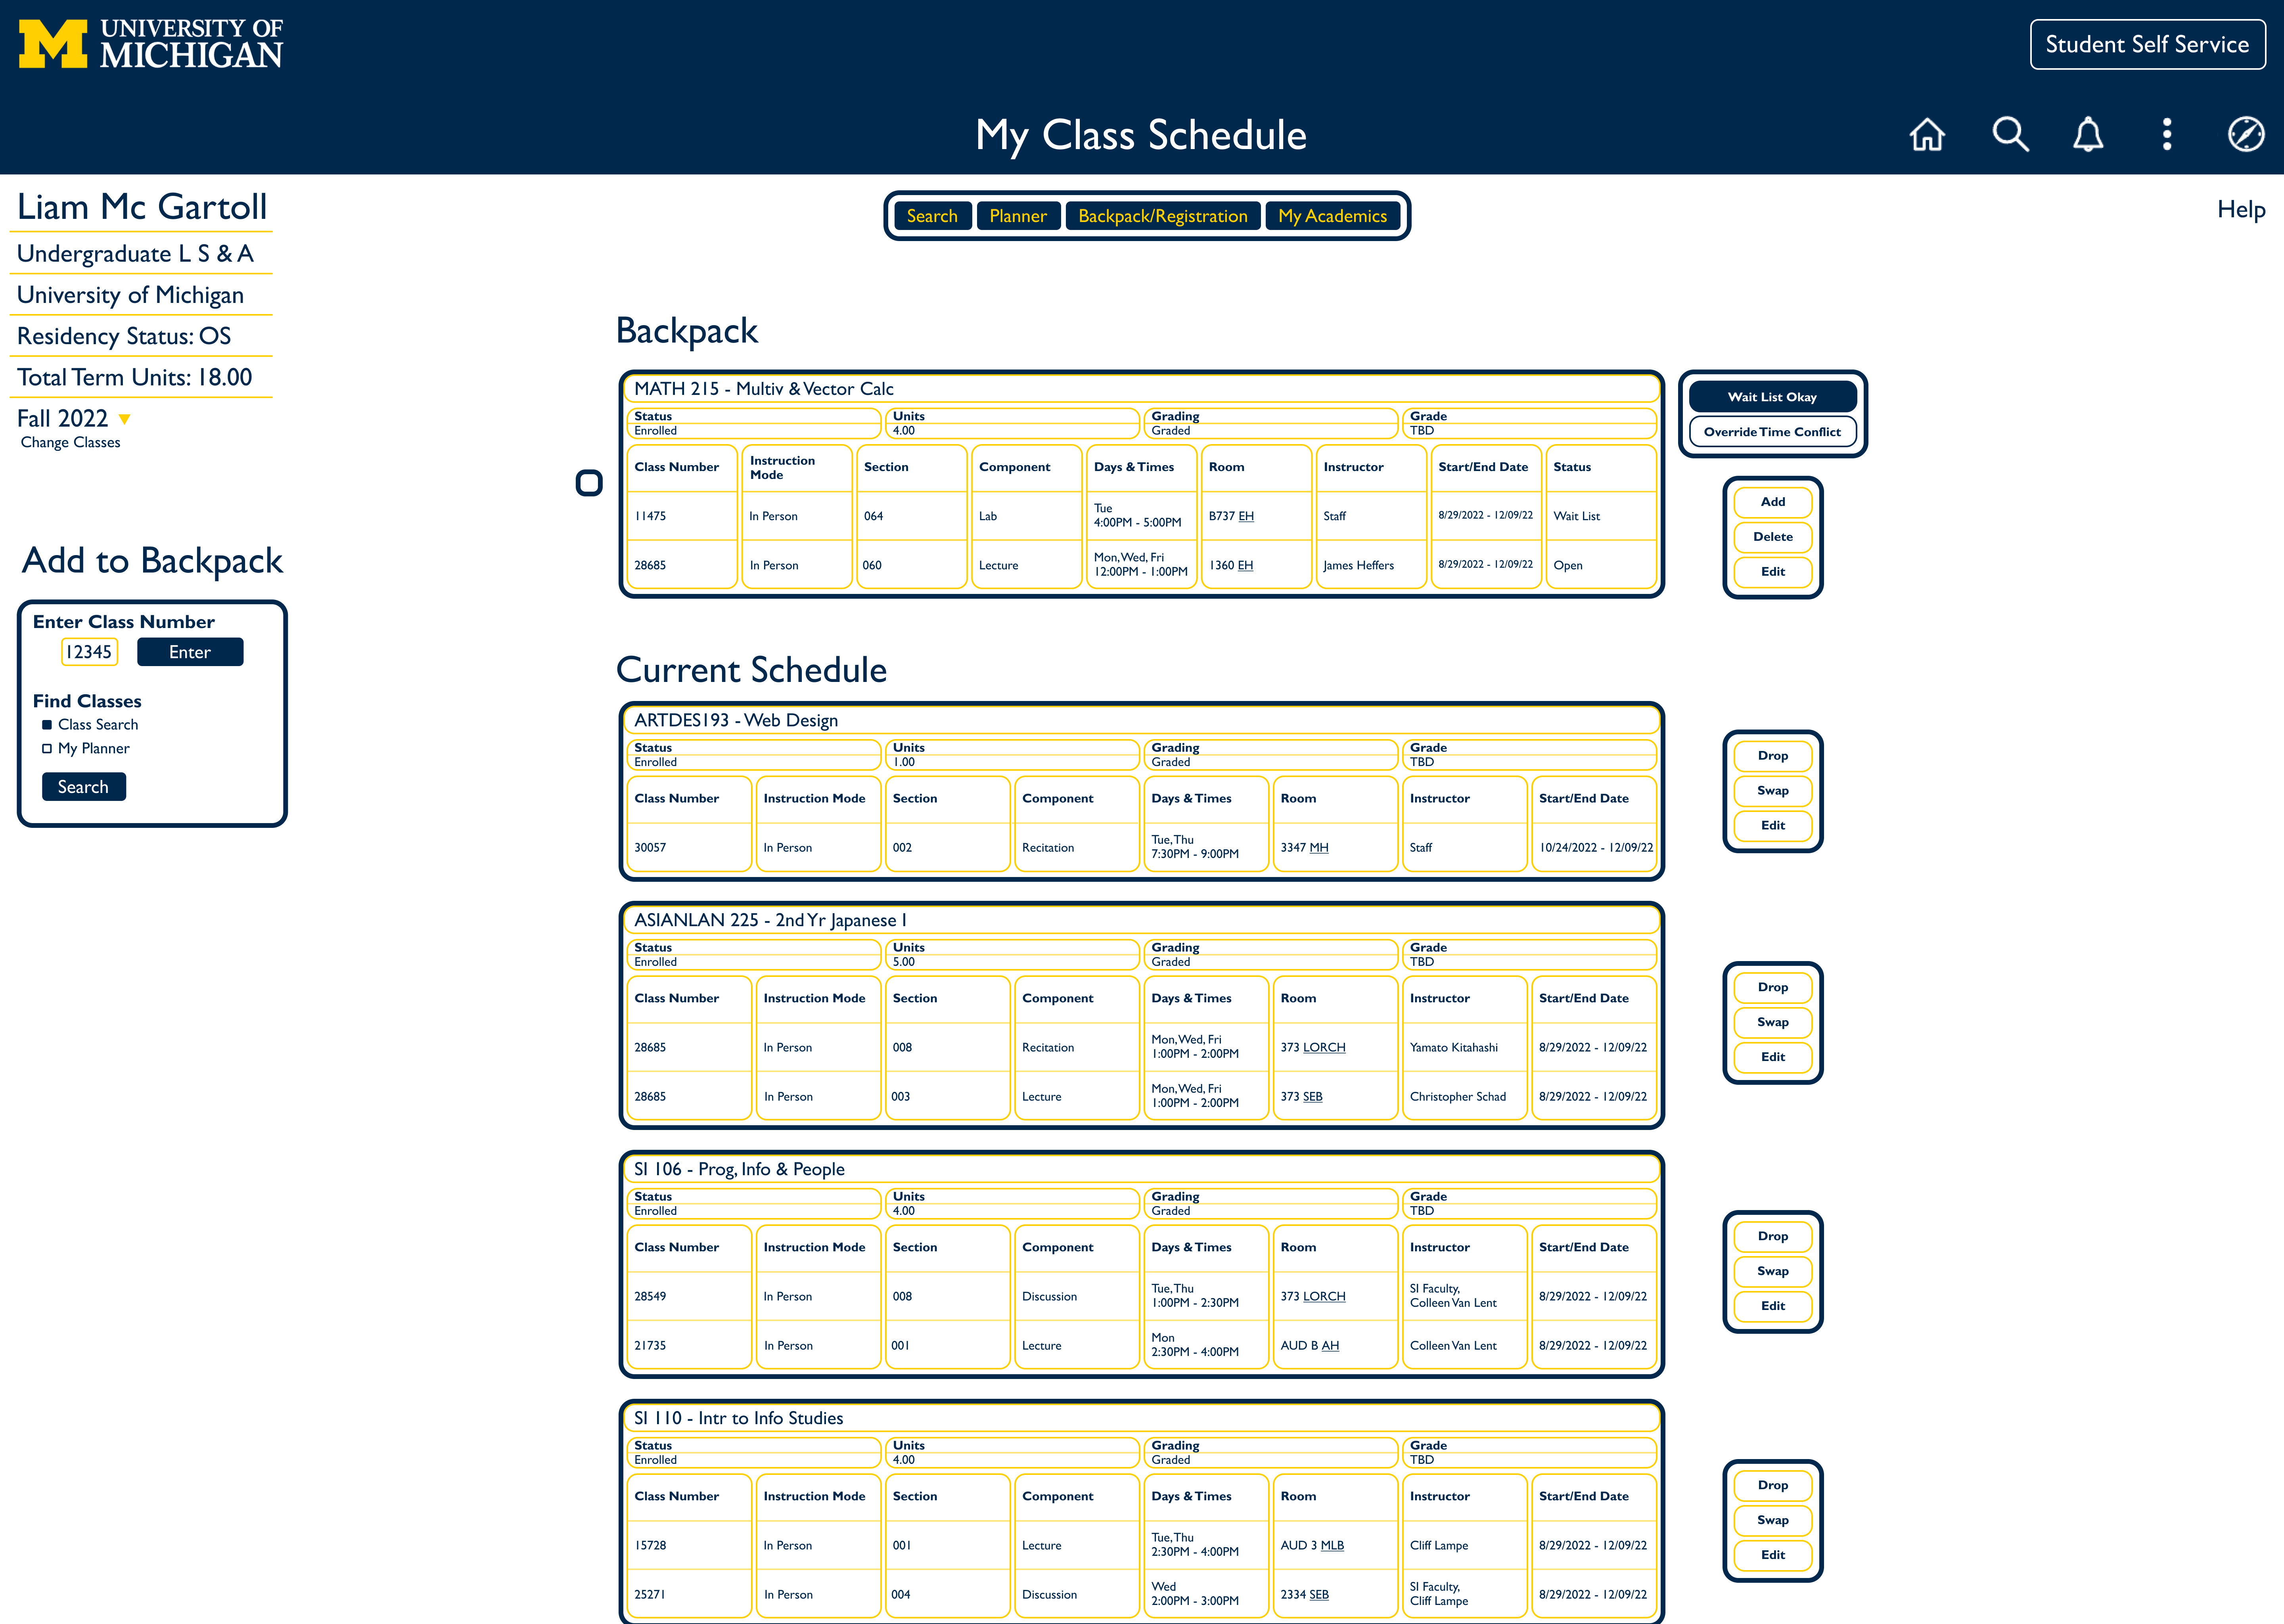 UNIVERSITY OF
MICHIGAN
Student Self Service
My Class Schedule
Liam Mc Gartoll
Undergraduate L S & A
University of Michigan
Residency Status: OS
Total Term Units: 18.00
Fall 2022
Change Classes
Search Planner Backpack/Registration My Academics
Help
Add to Backpack
Enter Class Number
12345 Enter
Find Classes
Class Search
My Planner
Search
Backpack
MATH 215 - Multiv & Vector Calc
Status Units Grading Grade
Enrolled 4.00 Graded TBD
Class Number Instruction Mode Section Component Days & Times Room Instructor Start/End Date Status
11475 In Person 064 Lab Tue 4:00PM - 5:00PM B737 EH Staff 8/29/2022 - 12/09/22 Wait List
28685 In Person 060 Lecture Mon, Wed, Fri 12:00PM - 1:00PM 1360 EH James Heffers 8/29/2022 - 12/09/22 Open
Wait List Okay
Override Time Conflict
Add
Delete
Edit
Current Schedule
ARTDES193 - Web Design
Status Units Grading Grade
Enrolled 1.00 Graded TBD
Class Number Instruction Mode Section Component Days & Times Room Instructor Start/End Date
30057 In Person 002 Recitation Tue, Thu 7:30PM - 9:00PM 3347 MH Staff 10/24/2022 - 12/09/22
Drop
Swap
Edit
ASIANLAN 225 - 2nd Yr Japanese I
Status Units Grading Grade
Enrolled 5.00 Graded TBD
Class Number Instruction Mode Section Component Days & Times Room Instructor Start/End Date
28685 In Person 008 Recitation Mon, Wed, Fri 1:00PM - 2:00PM 373 LORCH Yamato Kitahashi 8/29/2022 - 12/09/22
28685 In Person 003 Lecture Mon, Wed, Fri 1:00PM - 2:00PM 373 SEB Christopher Schad 8/29/2022 - 12/09/22
Drop
Swap
Edit
SI 106 - Prog, Info & People
Status Units Grading Grade
Enrolled 4.00 Graded TBD
Class Number Instruction Mode Section Component Days & Times Room Instructor Start/End Date
28549 In Person 008 Discussion Tue, Thu 1:00PM - 2:30PM 373 LORCH SI Faculty, Colleen Van Lent 8/29/2022 - 12/09/22
21735 In Person 001 Lecture Mon 2:30PM - 4:00PM AUD B AH Colleen Van Lent 8/29/2022 - 12/09/22
Drop
Swap
Edit
SI 110 - Intr to Info Studies
Status Units Grading Grade
Enrolled 4.00 Graded TBD
Class Number Instruction Mode Section Component Days & Times Room Instructor Start/End Date
15728 In Person 001 Lecture Tue, Thu 2:30PM - 4:00PM AUD 3 MLB Cliff Lampe 8/29/2022 - 12/09/22
25271 In Person 004 Discussion Wed 2:00PM - 3:00PM 2334 SEB SI Faculty, Cliff Lampe 8/29/2022 - 12/09/22
Drop
Swap
Edit